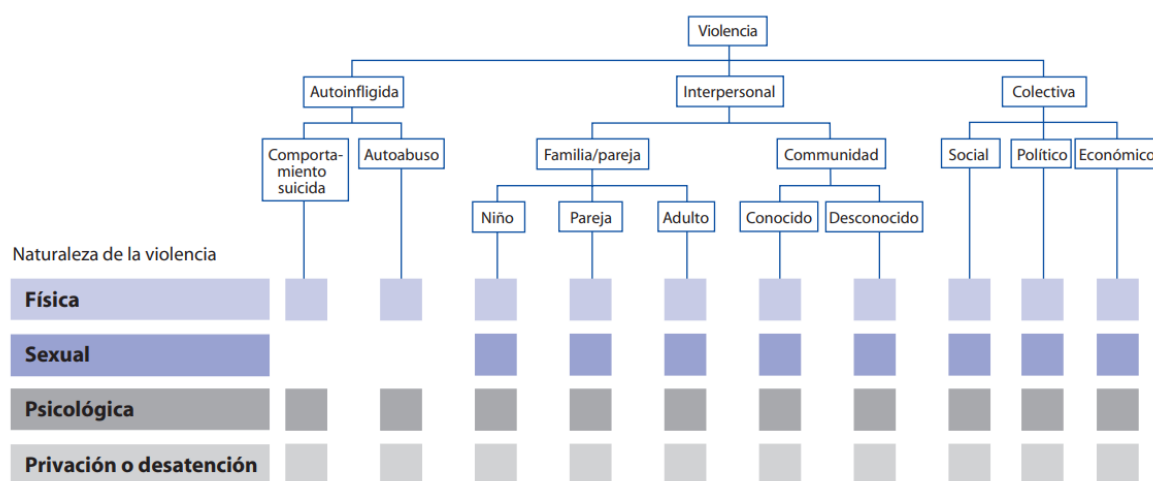 Violencia
Autoinfligida
Interpersonal
Colectiva
Comporta-
miento
suicida
Autoabuso
Familia/pareja
Communidad
Social
Político
Económico
Niño
Pareja
Adulto
Conocido
Desconocido
Naturaleza de la violencia
Física
Sexual
Psicológica
Privación o desatención